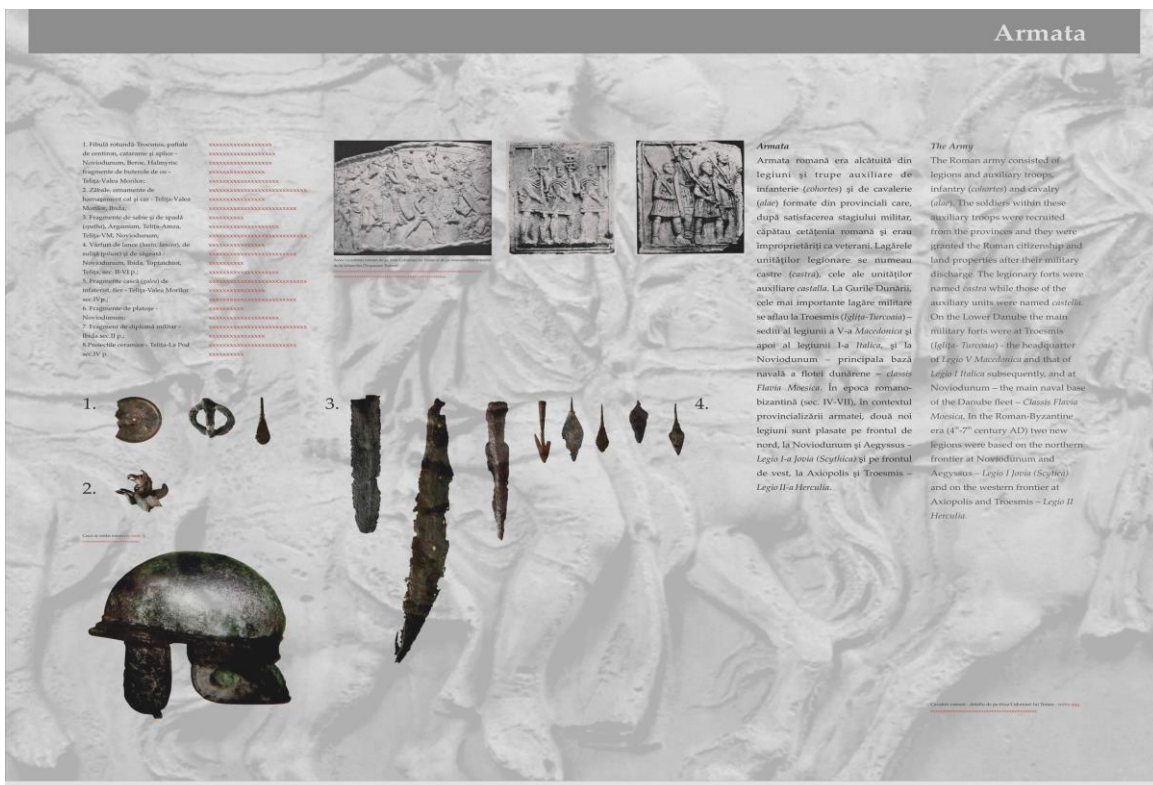 Armata
1. Fibulă rotundă-Troesmis; paftale
de centiron, catarame și aplice -
Noviodunum, Beroe, Halmyris;
fragmente de buterole de os -
Telița-Valea Morilor;
2. Zăbale, ornamente de
harnașament cal și car - Telița-Valea
Morilor, Ibida;
3. Fragmente de sabie și de spadă
Argamum, Telița-Amza,
Telița-VM, Noviodunum;
4. Vârfuri de lance de
suliță și de săgeată -
Noviodunum, Ibida, Topraichioi,
Telița, sec. II-VI p.;
5. Fragmente cască (galea) de
infanterist, fier - Telița-Valea Morilor
sec.IV p.;
6. Fragmente de platoșe -
Noviodunum;
7. Fragment de diplomă militar -
Ibida sec.II p.;
8.Proiectile ceramice - Telița-La Pod
sec.IV p.
1.
2.
3.
4.
Armata
Armata romană era alcătuită din
legiuni și trupe auxiliare de
infanterie (cohortes) și de cavalerie
(alae) formate din provinciali care,
după satisfacerea stagiului militar,
căpătau cetățenia romană și erau
împroprietăriți ca veterani. Lagărele
unităților legionare se numeau
castre (castra), cele ale unităților
auxiliare castalla. La Gurile Dunării,
cele mai importante lagăre militare
se aflau la Troesmis (Iglița-Turcoaia) –
sediu al legiunii a V-a Macedonica și
apoi al legiunii I-a Italica, și la
Noviodunum – principala bază
navală a flotei dunărene – classis
Flavia Moesica. În epoca romano-
bizantină (sec. IV-VII), în contextul
provincializării armatei, două noi
legiuni sunt plasate pe frontul de
nord, la Noviodunum și Aegyssus –
Legio I-a Jovia (Scythica) și pe frontul
de vest, la Axiopolis și Troesmis –
Legio II-a Herculia.
The Army
The Roman army consisted of
legions and auxiliary troops,
infantry (cohortes) and cavalry
(alae). The soldiers within these
auxiliary troops were recruited
from the provinces and they were
granted the Roman citizenship and
land properties after their military
discharge. The legionary forts were
named castra while those of the
auxiliary units were named castella.
On the Lower Danube the main
military forts were at Troesmis
(Iglița- Turcoaia) - the headquarter
of Legio V Macedonica and that of
Legio I Italica subsequently, and at
Noviodunum – the main naval base
of the Danube fleet – Classis Flavia
Moesica. In the Roman-Byzantine
era (4th-7th century AD) two new
legions were based on the northern
frontier at Noviodunum and
Aegyssus – Legio I Jovia (Scytica)
and on the western frontier at
Axiopolis and Troesmis – Legio II
Herculia.